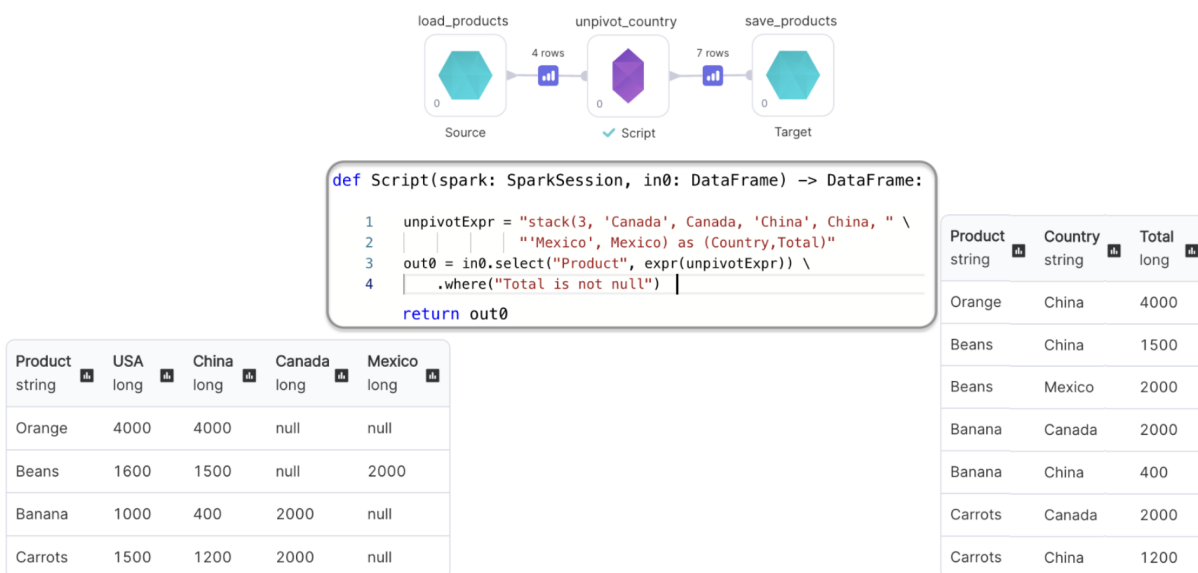 load_products unpivot_country save_products
4 rows 7 rows
0 0 0
Source Script Target
def Script(spark: SparkSession, in0: DataFrame) -> DataFrame:
1 unpivotExpr = "stack(3, 'Canada', Canada, 'China', China, " \
2 "'Mexico', Mexico) as (Country,Total)"
3 out0 = in0.select("Product", expr(unpivotExpr)) \
4 .where("Total is not null")
return out0
Product USA China Canada Mexico
string long long long long
Orange 4000 4000 null null
Beans 1600 1500 null 2000
Banana 1000 400 2000 null
Carrots 1500 1200 2000 null
Product Country Total
string string long
Orange China 4000
Beans China 1500
Beans Mexico 2000
Banana Canada 2000
Banana China 400
Carrots Canada 2000
Carrots China 1200